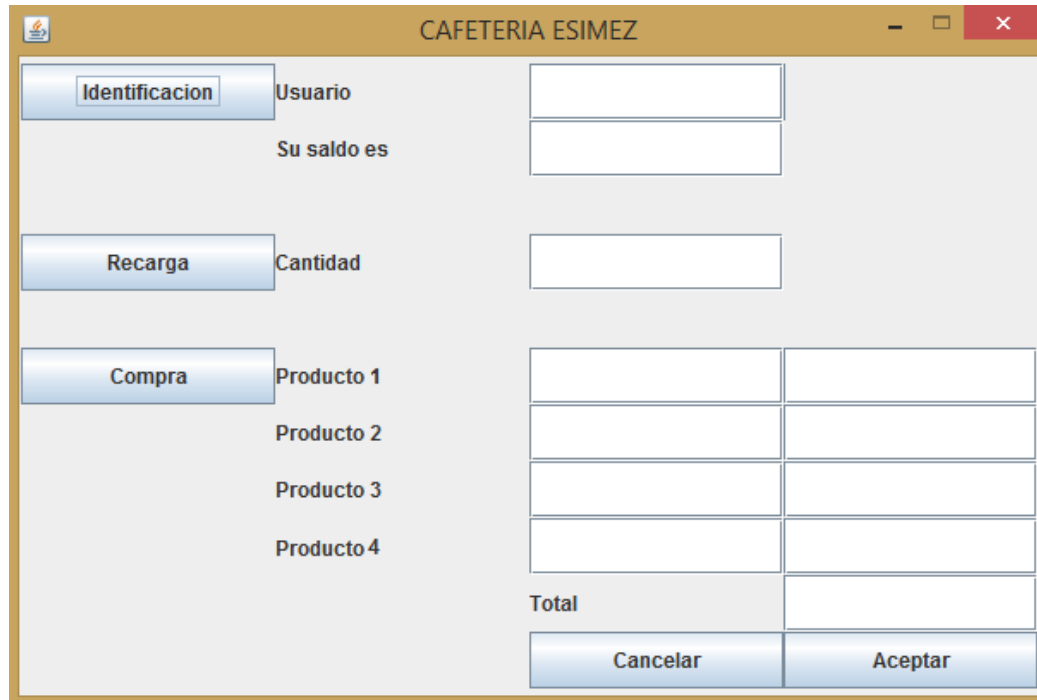 CAFETERIA ESIMEZ
Identificacion Usuario
Su saldo es
Recarga Cantidad
Compra Producto 1
Producto 2
Producto 3
Producto 4
Total
Cancelar Aceptar